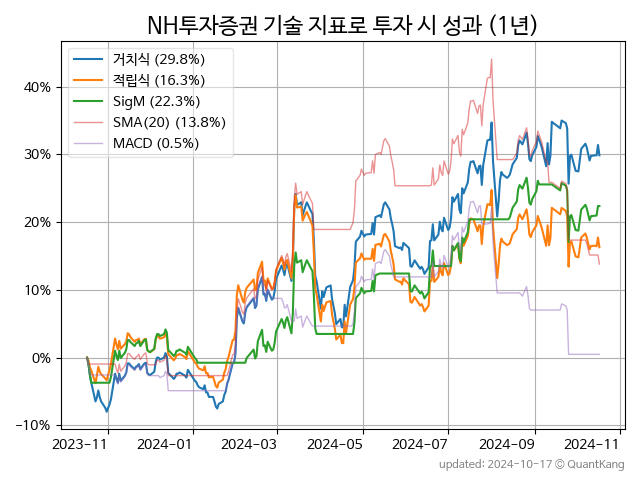 NH투자증권 기술 지표로 투자 시 성과 (1년)
거치식 (29.8%)
적립식 (16.3%)
SigM (22.3%)
SMA(20) (13.8%)
MACD (0.5%)
40%
30%
20%
10%
0%
−10%
2023-11 2024-01 2024-03 2024-05 2024-07 2024-09 2024-11
updated: 2024-10-17 © QuantKang